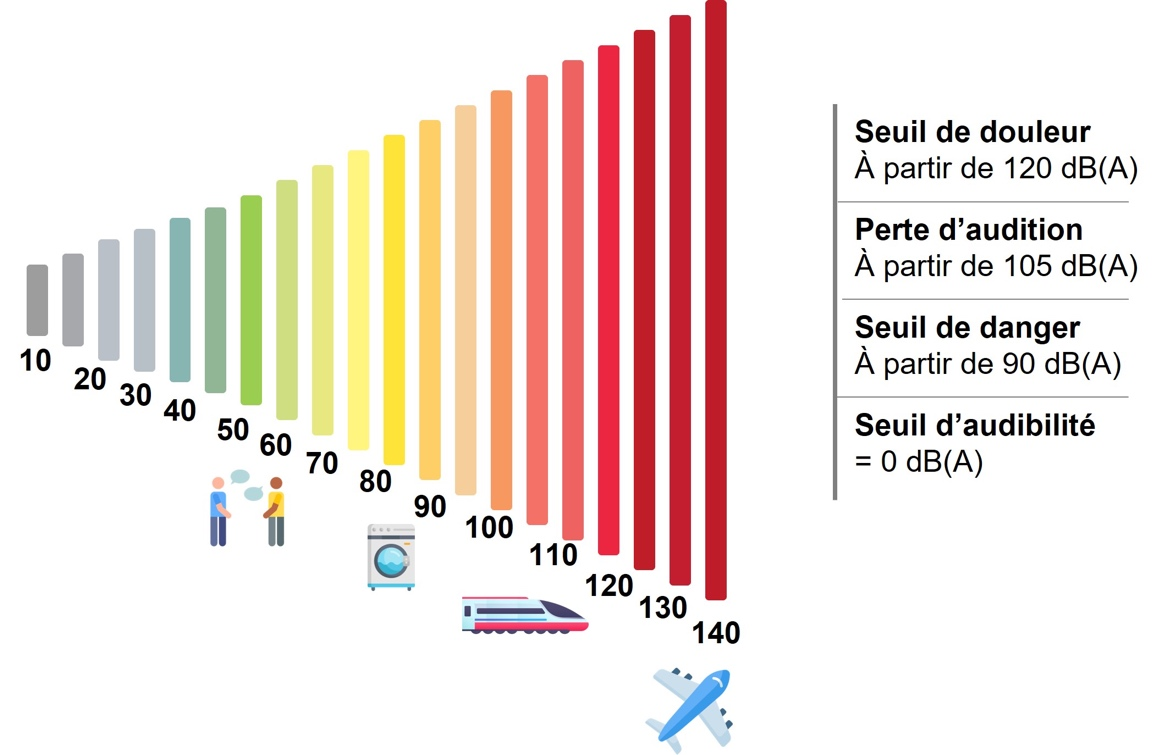 10
20
30
40
50
60
70
80
90
100
110
120
130
140
Seuil de douleur
À partir de 120 dB(A)
Perte d’audition
À partir de 105 dB(A)
Seuil de danger
À partir de 90 dB(A)
Seuil d’audibilité
= 0 dB(A)